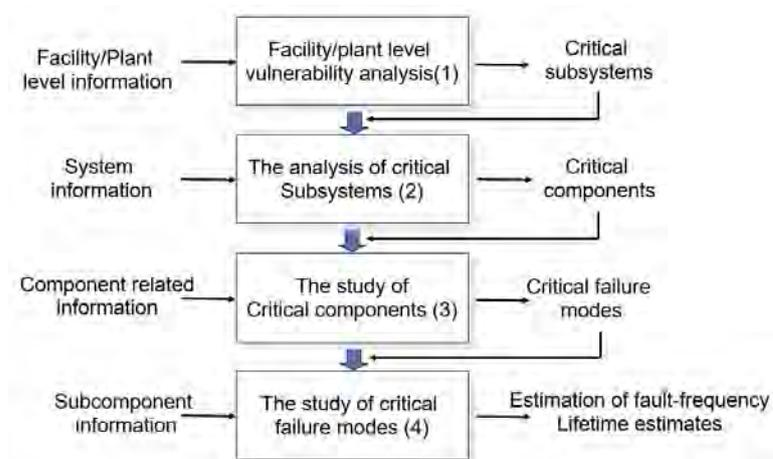 Facility/Plant
level information
Facility/plant level
vulnerability analysis(1)
Critical
subsystems
System
information
The analysis of critical
Subsystems (2)
Critical
components
Component related
Information
The study of
Critical components (3)
Critical failure
modes
Subcomponent
information
The study of critical
failure modes (4)
Estimation of fault-frequency
Lifetime estimates